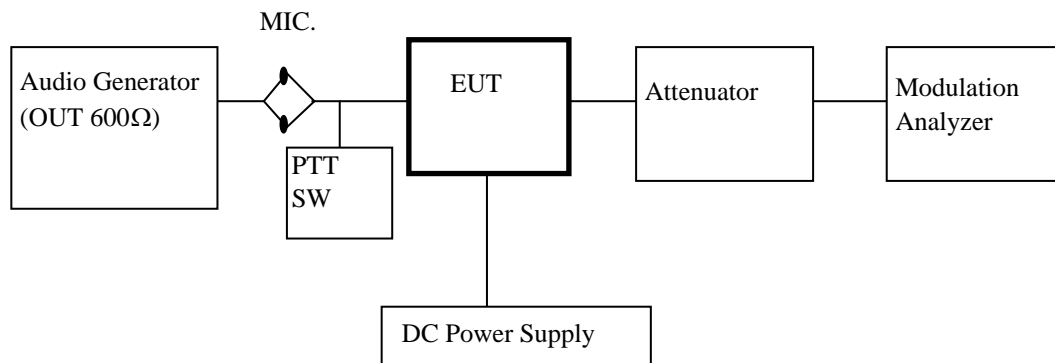 MIC.
Audio Generator
(OUT 600Ω)
EUT
Attenuator
Modulation
Analyzer
PTT
SW
DC Power Supply